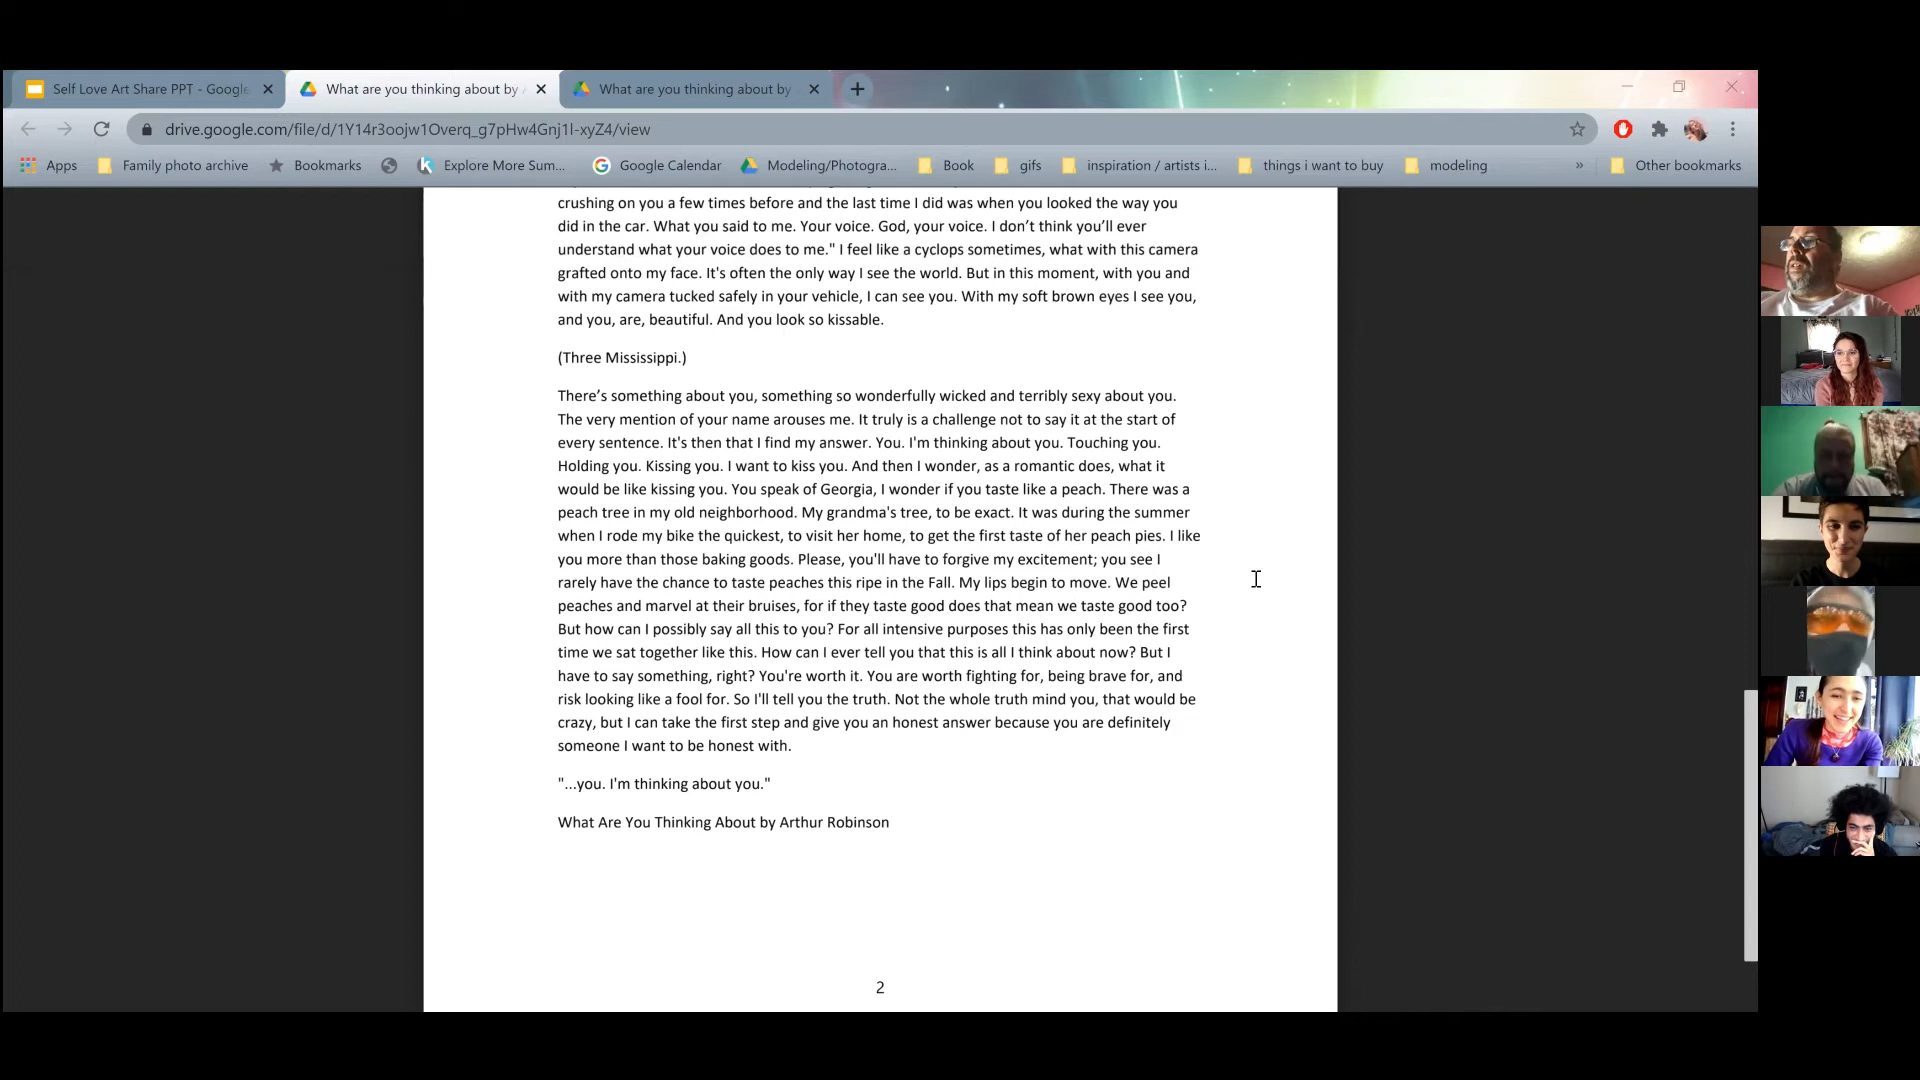 Self Love Art Share PPT - Google
What are you thinking about by
What are you thinking about by
drive.google.com/file/d/1Y14r3oojw1Overq_g7pHw4Gnj1I-xyZ4/view
Apps Family photo archive Bookmarks Explore More Sum... Google Calendar Modeling/Photogra... Book gifs inspiration / artists i... things i want to buy modeling » Other bookmarks
crushing on you a few times before and the last time I did was when you looked the way you
did in the car. What you said to me. Your voice. God, your voice. I don’t think you’ll ever
understand what your voice does to me." I feel like a cyclops sometimes, what with this camera
grafted onto my face. It's often the only way I see the world. But in this moment, with you and
with my camera tucked safely in your vehicle, I can see you. With my soft brown eyes I see you,
and you, are, beautiful. And you look so kissable.
(Three Mississippi.)
There’s something about you, something so wonderfully wicked and terribly sexy about you.
The very mention of your name arouses me. It truly is a challenge not to say it at the start of
every sentence. It's then that I find my answer. You. I'm thinking about you. Touching you.
Holding you. Kissing you. I want to kiss you. And then I wonder, as a romantic does, what it
would be like kissing you. You speak of Georgia, I wonder if you taste like a peach. There was a
peach tree in my old neighborhood. My grandma's tree, to be exact. It was during the summer
when I rode my bike the quickest, to visit her home, to get the first taste of her peach pies. I like
you more than those baking goods. Please, you'll have to forgive my excitement; you see I
rarely have the chance to taste peaches this ripe in the Fall. My lips begin to move. We peel
peaches and marvel at their bruises, for if they taste good does that mean we taste good too?
But how can I possibly say all this to you? For all intensive purposes this has only been the first
time we sat together like this. How can I ever tell you that this is all I think about now? But I
have to say something, right? You're worth it. You are worth fighting for, being brave for, and
risk looking like a fool for. So I'll tell you the truth. Not the whole truth mind you, that would be
crazy, but I can take the first step and give you an honest answer because you are definitely
someone I want to be honest with.
"...you. I'm thinking about you."
What Are You Thinking About by Arthur Robinson
2